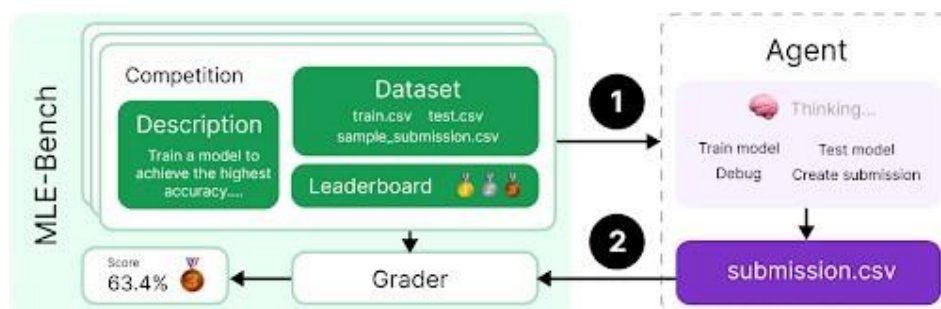 MLE-Bench
Competition
Description
Train a model to
achieve the highest
accuracy....
Dataset
train.csv test.csv
sample_submission.csv
Leaderboard
1
Agent
Thinking...
Train model Test model
Debug Create submission
2
submission.csv
Grader
Score
63.4%